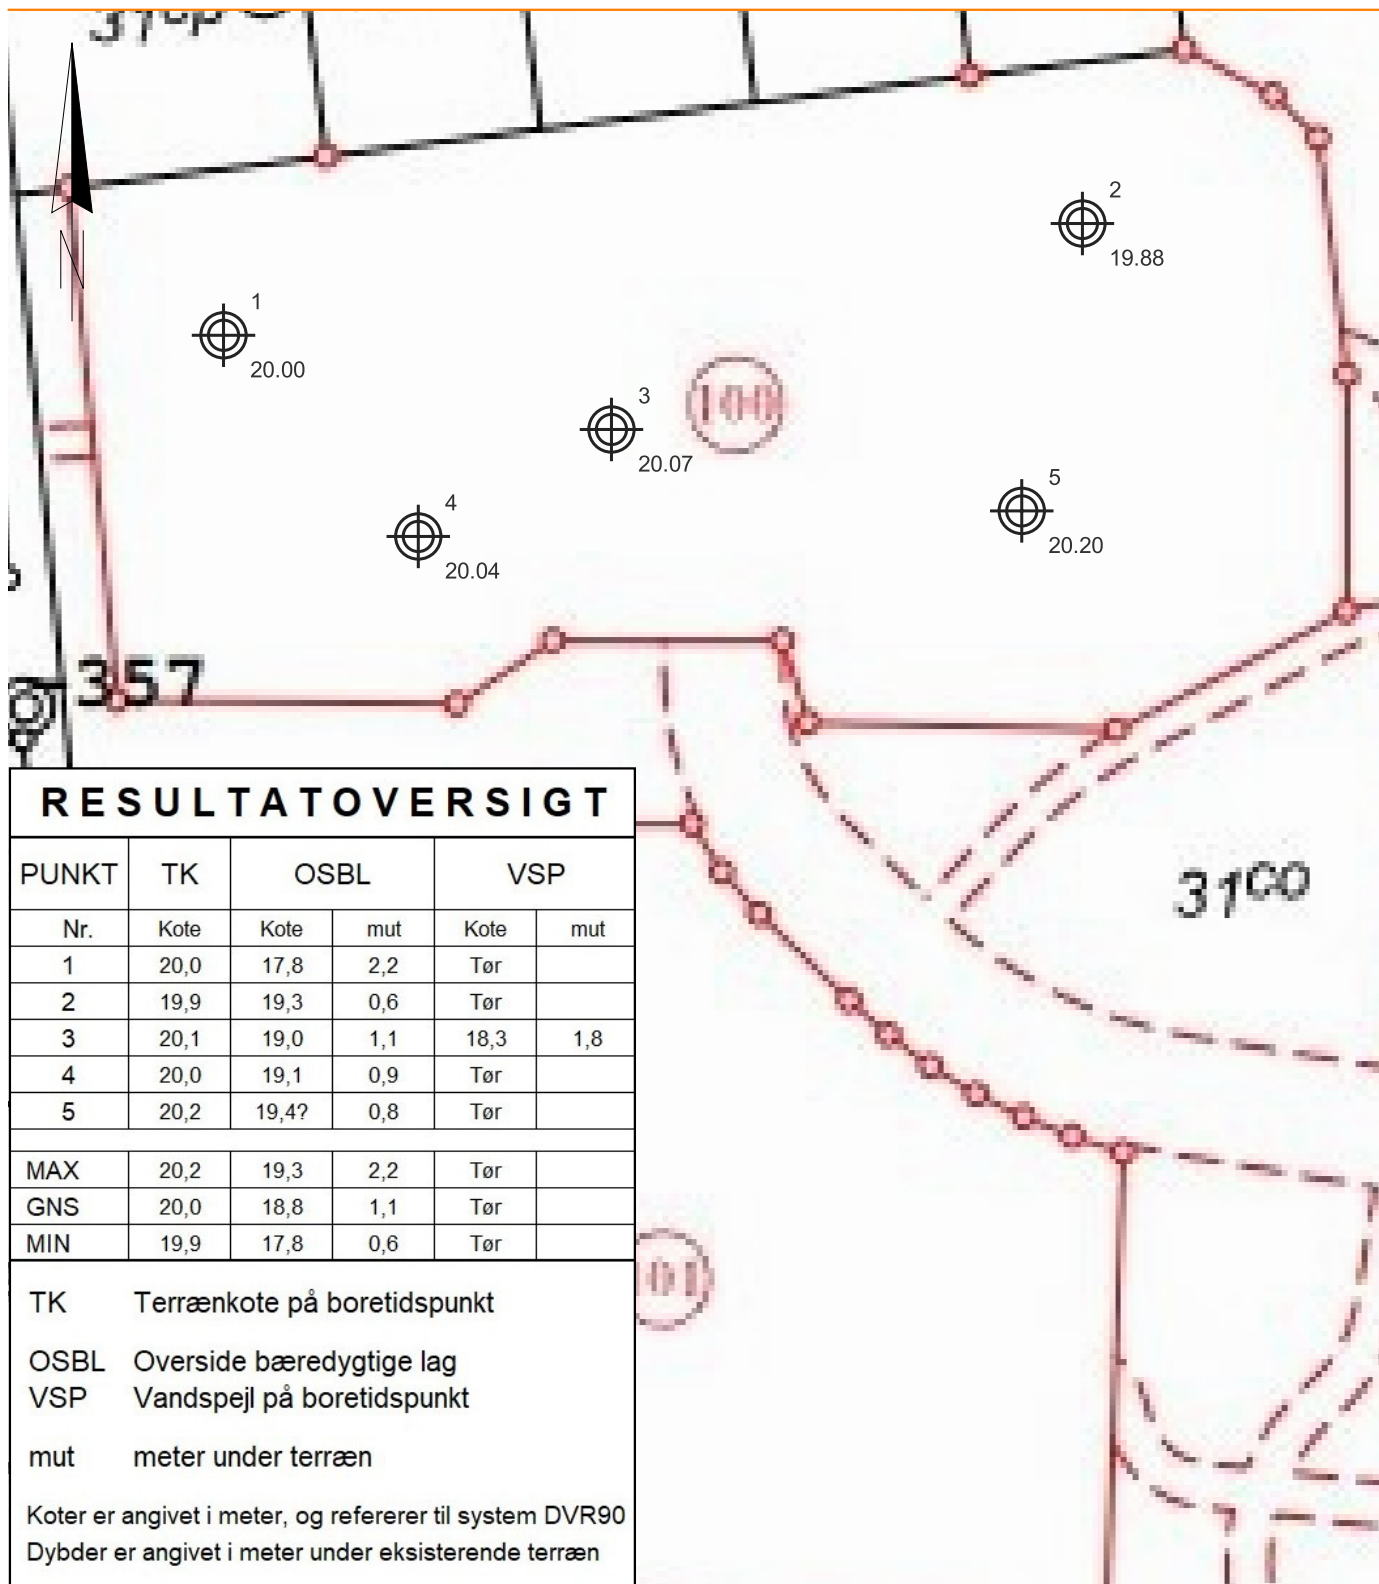 31cp
N
2
19.88
1
20.00
100
3
20.07
5
20.20
4
20.04
357
RESULTATOVERSIGT
PUNKT TK OSBL VSP
Nr. Kote Kote mut Kote mut
1 20,0 17,8 2,2 Tør
2 19,9 19,3 0,6 Tør
3 20,1 19,0 1,1 18,3 1,8
4 20,0 19,1 0,9 Tør
5 20,2 19,4? 0,8 Tør
MAX 20,2 19,3 2,2 Tør
GNS 20,0 18,8 1,1 Tør
MIN 19,9 17,8 0,6 Tør
TK Terrænkote på boretidspunkt
OSBL Overside bæredygtige lag
VSP Vandspejl på boretidspunkt
mut meter under terræn
Koter er angivet i meter, og refererer til system DVR90
Dybder er angivet i meter under eksisterende terræn
31co
101